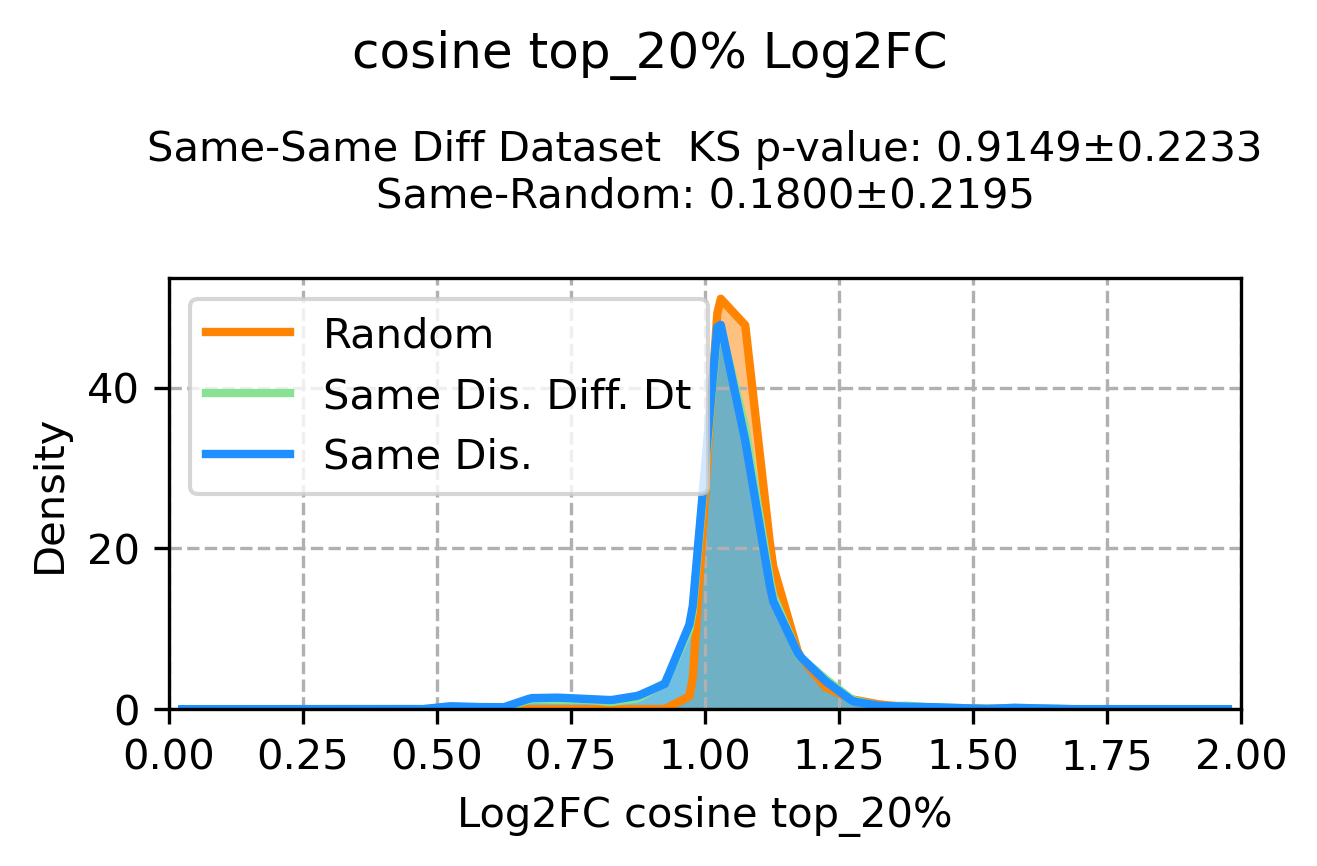 cosine top_20% Log2FC
Same-Same Diff Dataset  KS p-value: 0.9149±0.2233
Same-Random: 0.1800±0.2195
Random
Same Dis. Diff. Dt
Same Dis.
Density
40
20
0
0.00 0.25 0.50 0.75 1.00 1.25 1.50 1.75 2.00
Log2FC cosine top_20%